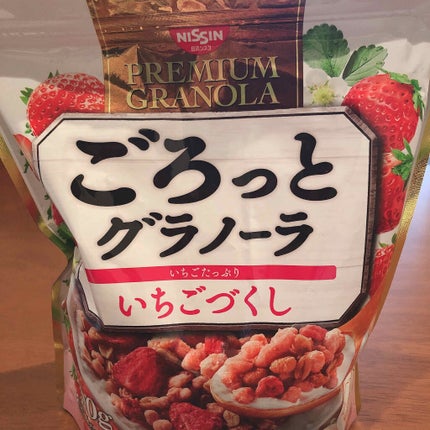 NISSIN
日清シスコ
PREMIUM
GRANOLA
ごろっと
グラノーラ
いちごたっぷり
いちごづくし
0g